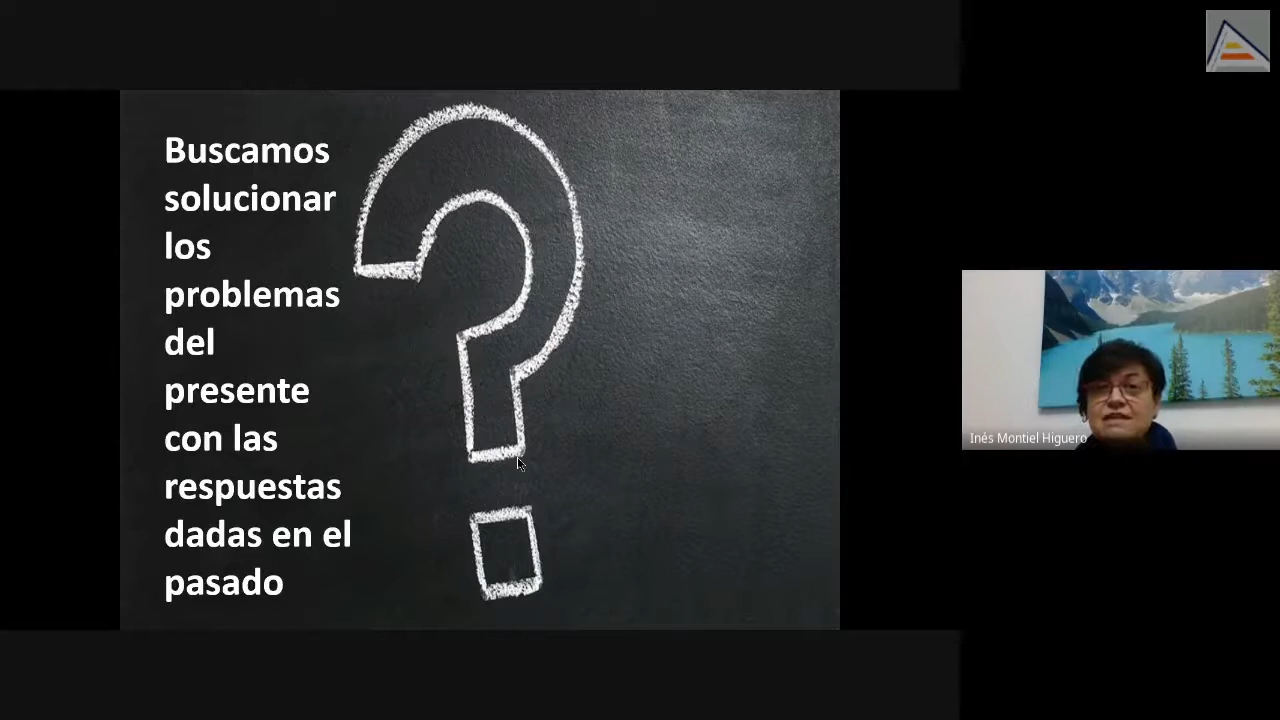 Buscamos
solucionar
los
problemas
del
presente
con las
respuestas
dadas en el
pasado
Inés Montiel Higuero